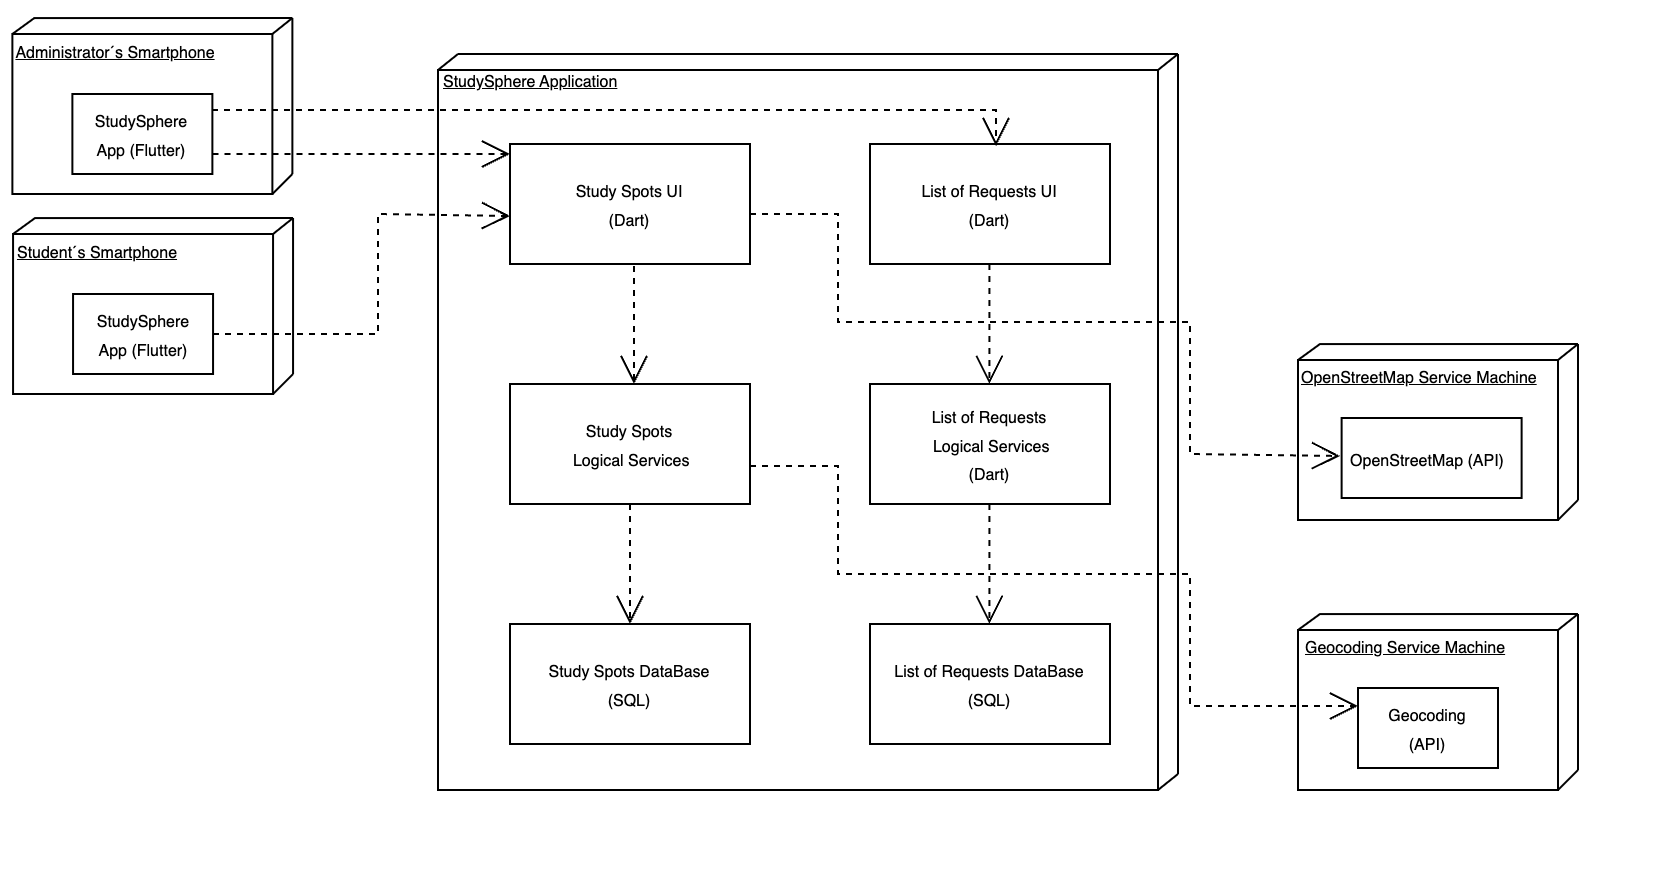 Administrator´s Smartphone
StudySphere
App (Flutter)
Student´s Smartphone
StudySphere
App (Flutter)
StudySphere Application
Study Spots UI
(Dart)
List of Requests UI
(Dart)
Study Spots
Logical Services
List of Requests
Logical Services
(Dart)
Study Spots DataBase
(SQL)
List of Requests DataBase
(SQL)
OpenStreetMap Service Machine
OpenStreetMap (API)
Geocoding Service Machine
Geocoding
(API)